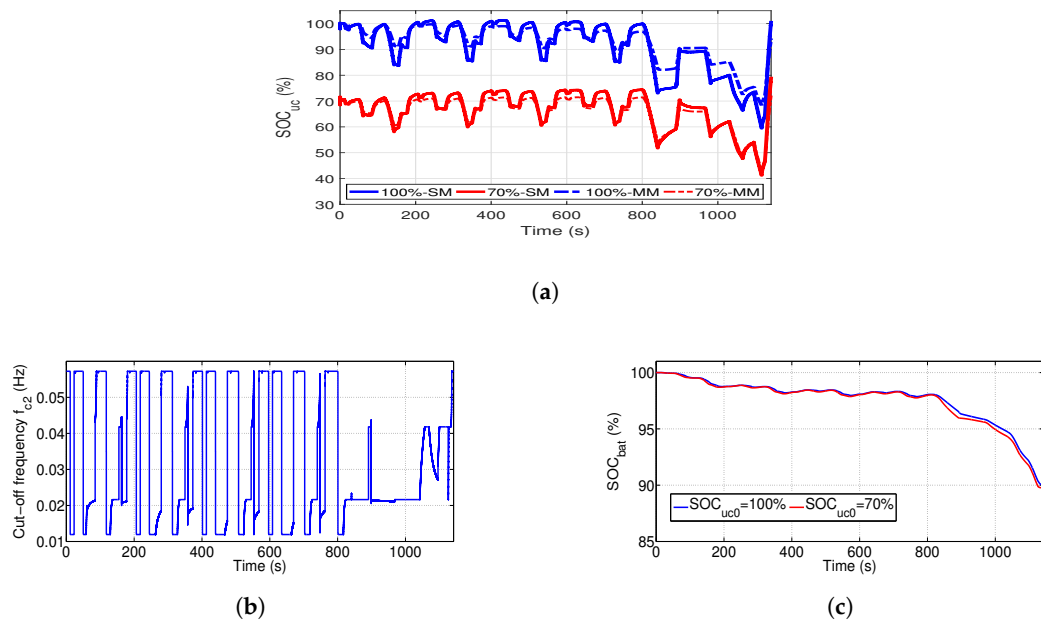 100
90
80
70
60
50
40
30
SOC_uc (%)
100%-SM 70%-SM 100%-MM 70%-MM
0 200 400 600 800 1000
Time (s)
(a)
0.05
0.04
0.03
0.02
0.01
Cut-off frequency f_c2 (Hz)
0 200 400 600 800 1000
Time (s)
(b)
100
95
90
85
SOC_bat (%)
SOC_uc0=100% SOC_uc0=70%
0 200 400 600 800 1000
Time (s)
(c)